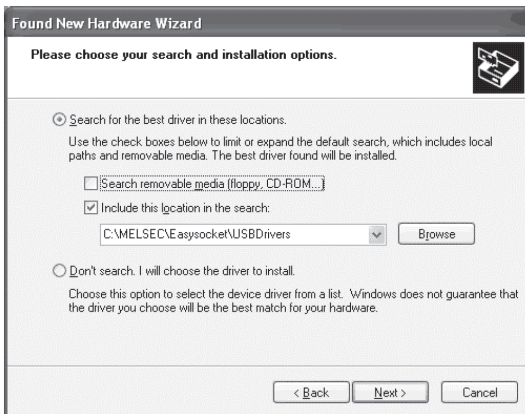 Found New Hardware Wizard
Please choose your search and installation options.
Search for the best driver in these locations.
Use the check boxes below to limit or expand the default search, which includes local
paths and removable media. The best driver found will be installed.
Search removable media (floppy, CD-ROM...)
Include this location in the search:
C:\MELSEC\Easysocket\USBDrivers
Browse
Don't search. I will choose the driver to install.
Choose this option to select the device driver from a list. Windows does not guarantee that
the driver you choose will be the best match for your hardware.
< Back
Next >
Cancel